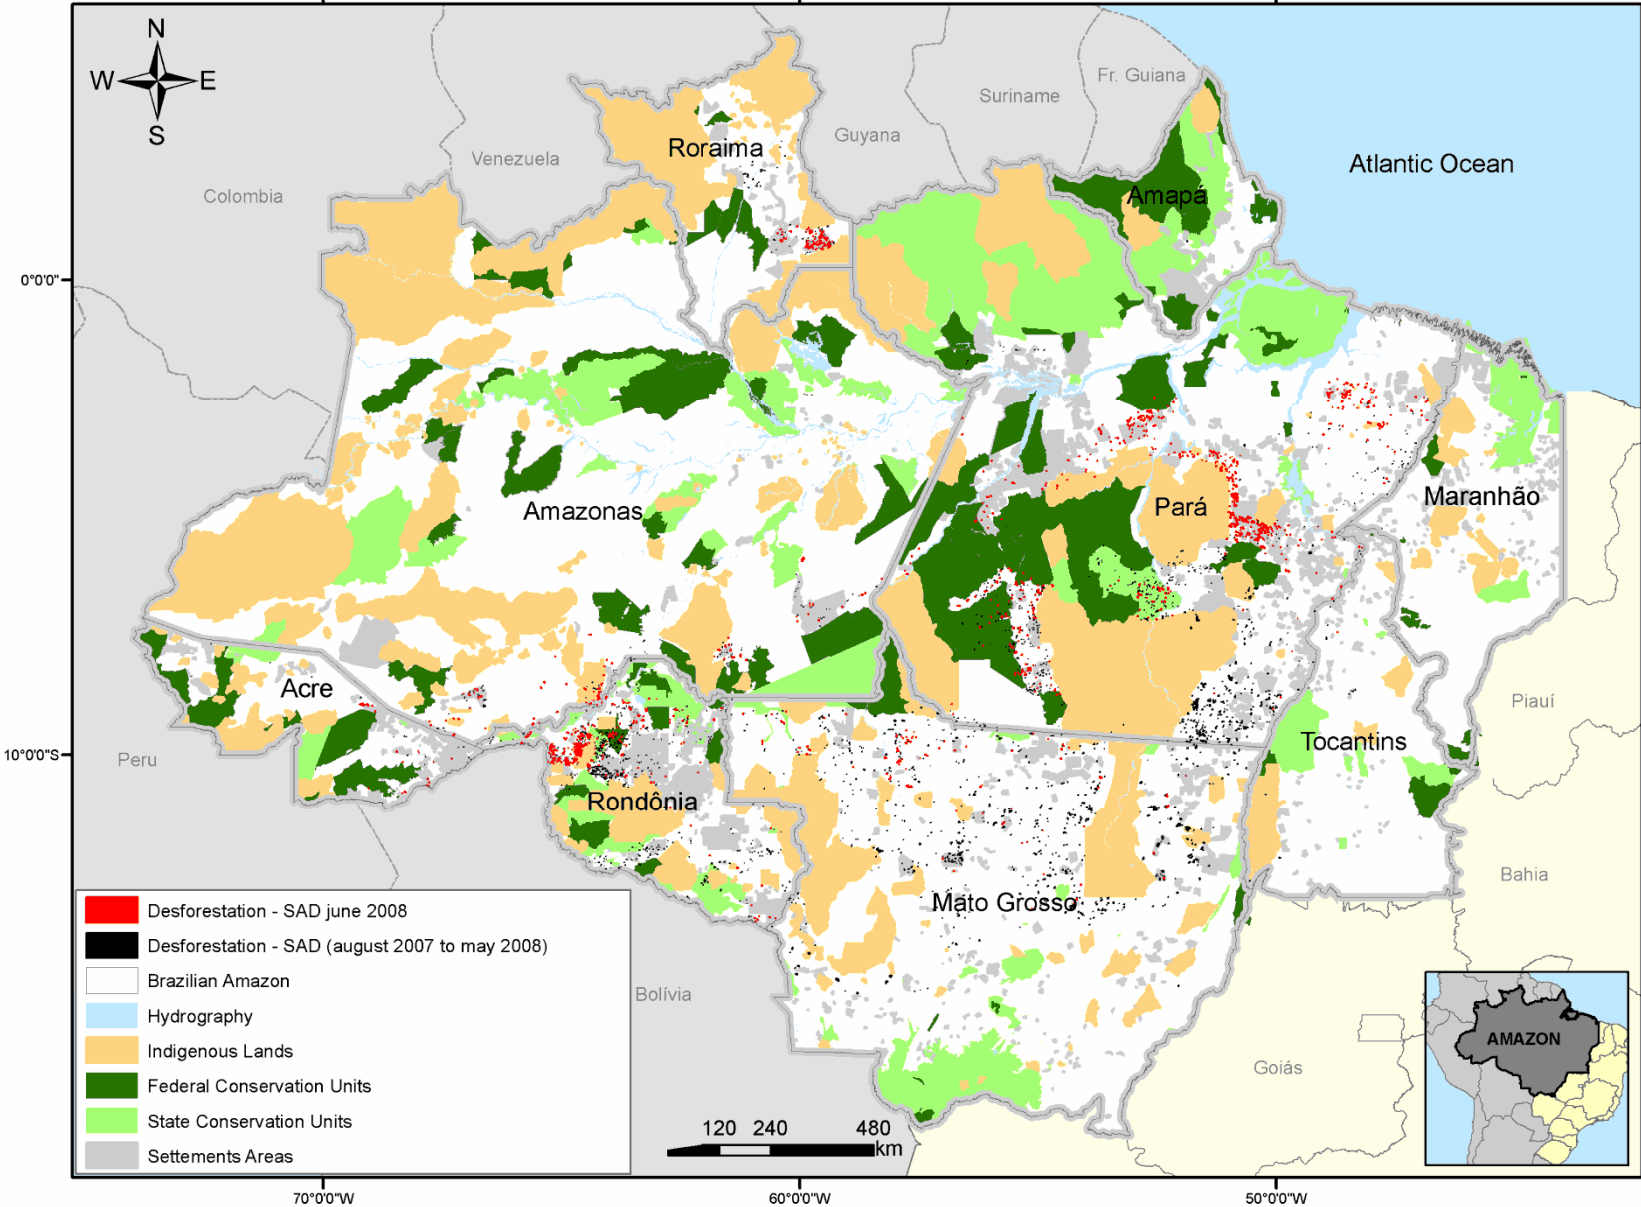 N
W E
S
Fr. Guiana
Suriname
Guyana
Venezuela
Colombia
Roraima
Amapá
Atlantic Ocean
0°0'0"
Amazonas
Pará
Maranhão
Acre
Peru
10°0'0"S
Rondônia
Tocantins
Piauí
Mato Grosso
Bahia
Bolívia
Goiás
Desforestation - SAD june 2008
Desforestation - SAD (august 2007 to may 2008)
Brazilian Amazon
Hydrography
Indigenous Lands
Federal Conservation Units
State Conservation Units
Settements Areas
120 240 480
km
AMAZON
70°0'0"W 60°0'0"W 50°0'0"W